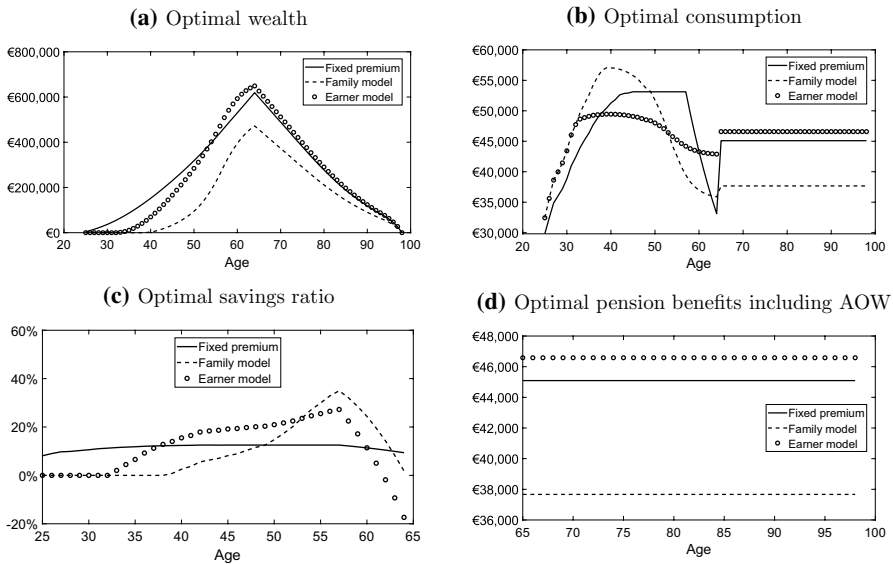 (a) Optimal wealth
€800,000
€600,000
€400,000
€200,000
€0
20 30 40 50 60 70 80 90 100
Age
Fixed premium
Family model
Earner model
(b) Optimal consumption
€60,000
€55,000
€50,000
€45,000
€40,000
€35,000
€30,000
20 30 40 50 60 70 80 90 100
Age
Fixed premium
Family model
Earner model
(c) Optimal savings ratio
60%
40%
20%
0%
-20%
25 30 35 40 45 50 55 60 65
Age
Fixed premium
Family model
Earner model
(d) Optimal pension benefits including AOW
€48,000
€46,000
€44,000
€42,000
€40,000
€38,000
€36,000
65 70 75 80 85 90 95 100
Age
Fixed premium
Family model
Earner model